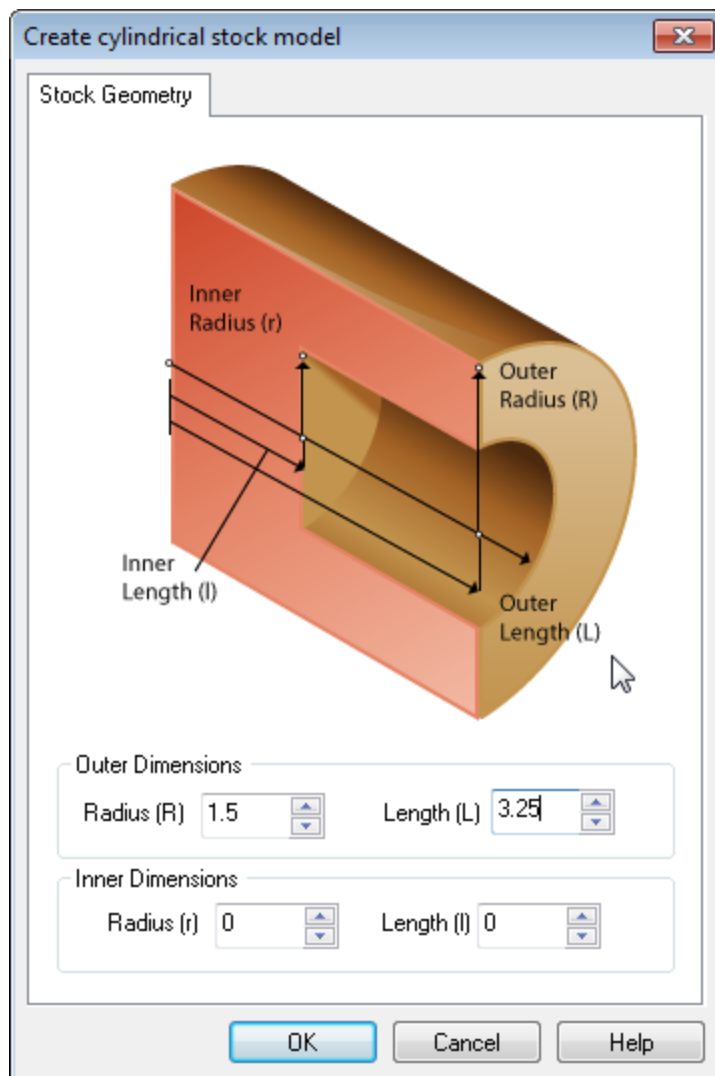 Create cylindrical stock model
Stock Geometry
Inner
Radius (r)
Outer
Radius (R)
Inner
Length (l)
Outer
Length (L)
Outer Dimensions
Radius (R) 1.5 Length (L) 3.25
Inner Dimensions
Radius (r) 0 Length (l) 0
OK Cancel Help